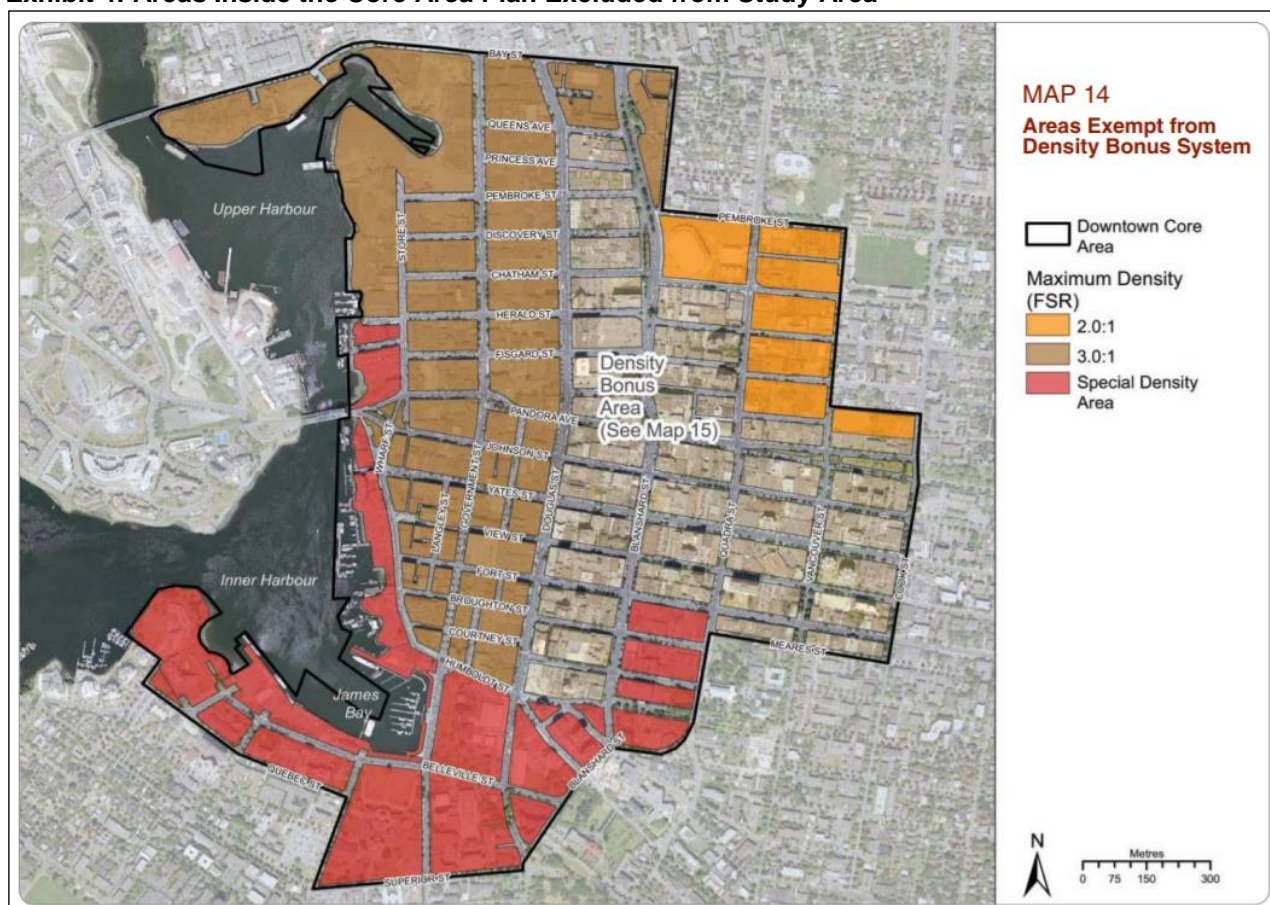 Exhibit 4: Areas Inside the Core Area Plan Excluded from Study Area
MAP 14
Areas Exempt from
Density Bonus System
Downtown Core
Area
Maximum Density
(FSR)
2.0:1
3.0:1
Special Density
Area
N
Metres
0 75 150 300
BAY ST
QUEENS AVE
PRINCESS AVE
PEMBROKE ST
PEMBROKE ST
Upper Harbour
STORE ST
DISCOVERY ST
CHATHAM ST
HERALD ST
FISGARD ST
Density
Bonus
Area
(See Map 15)
PANDORA AVE
WHARF ST
JOHNSON ST
GOVERNMENT ST
LANGLEY ST
YATES ST
DOUGLAS ST
BLANSHARD ST
QUADRA ST
VANCOUVER ST
COOK ST
VIEW ST
FORT ST
Inner Harbour
BROUGHTON ST
COURTNEY ST
MEARES ST
HUMBOLDT ST
James
Bay
BELLEVILLE ST
BLANSHARD ST
QUEBEC ST
SUPERIOR ST